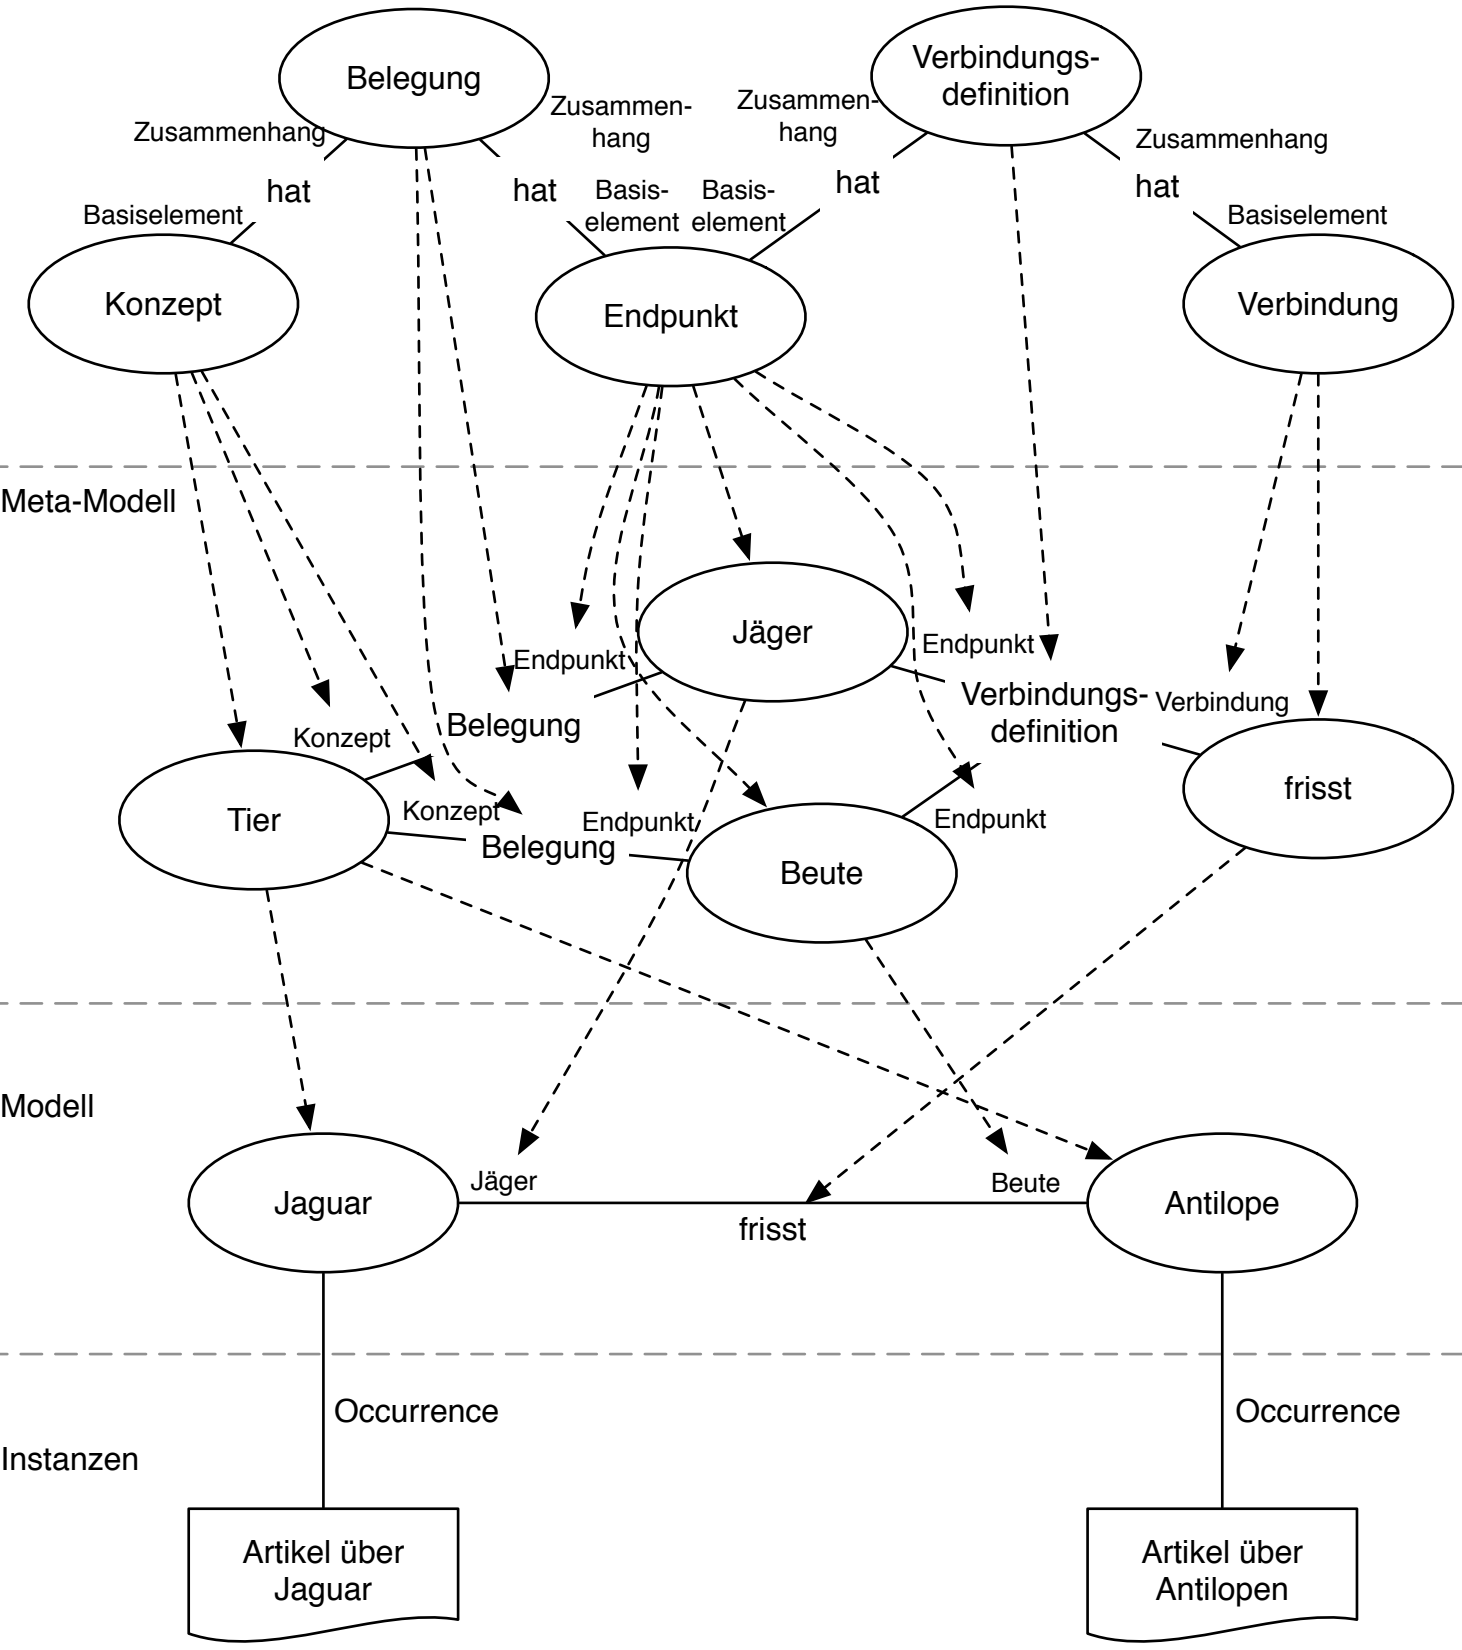 Belegung
Verbindungs-
definition
Zusammenhang
Zusammen-
hang
Zusammen-
hang
Zusammenhang
hat
hat
hat
hat
Basiselement
Basis-
element
Basis-
element
Basiselement
Konzept
Endpunkt
Verbindung
Meta-Modell
Jäger
Endpunkt
Endpunkt
Konzept
Belegung
Verbindungs-
definition
Verbindung
Tier
Konzept
Belegung
Endpunkt
Beute
Endpunkt
frisst
Modell
Jaguar
Jäger
frisst
Beute
Antilope
Occurrence
Occurrence
Instanzen
Artikel über
Jaguar
Artikel über
Antilopen